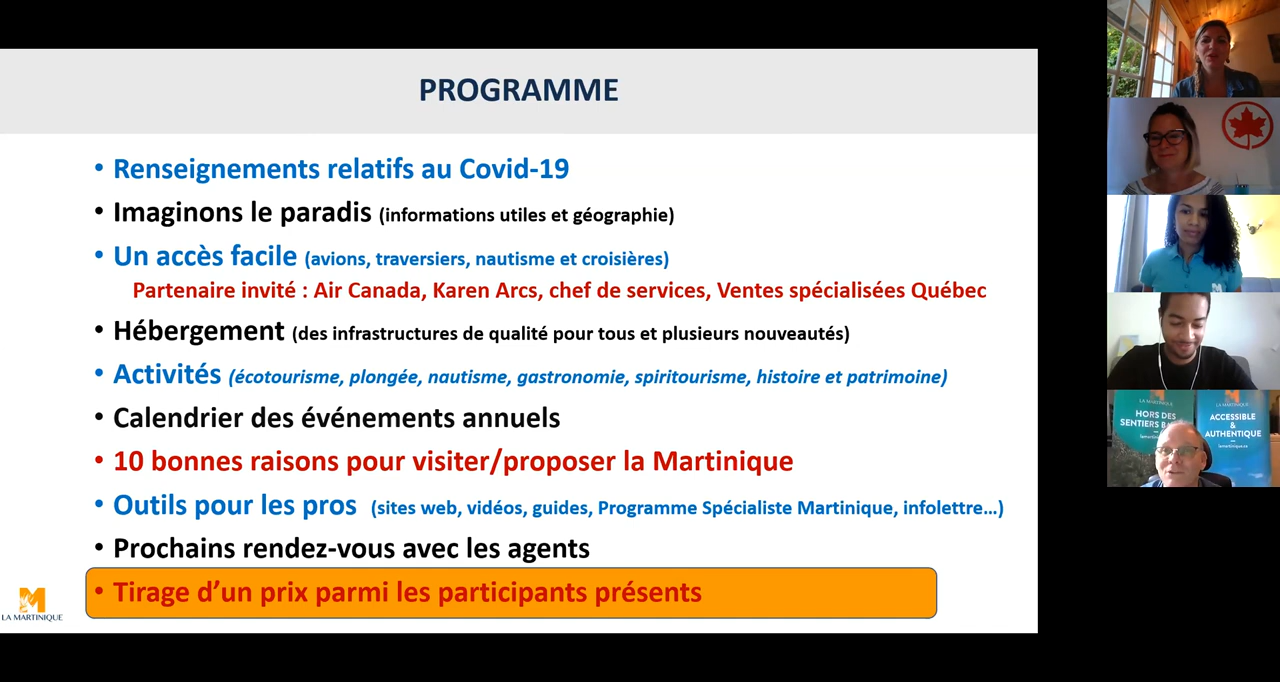 PROGRAMME
• Renseignements relatifs au Covid-19
• Imaginons le paradis (informations utiles et géographie)
• Un accès facile (avions, traversiers, nautisme et croisières)
Partenaire invité : Air Canada, Karen Arcs, chef de services, Ventes spécialisées Québec
• Hébergement (des infrastructures de qualité pour tous et plusieurs nouveautés)
• Activités (écotourisme, plongée, nautisme, gastronomie, spiritourisme, histoire et patrimoine)
• Calendrier des événements annuels
• 10 bonnes raisons pour visiter/proposer la Martinique
• Outils pour les pros (sites web, vidéos, guides, Programme Spécialiste Martinique, infolettre…)
• Prochains rendez-vous avec les agents
• Tirage d’un prix parmi les participants présents
LA MARTINIQUE
LA MARTINIQUE
HORS DES
SENTIERS
LA MARTINIQUE
ACCESSIBLE
&
AUTHENTIQUE